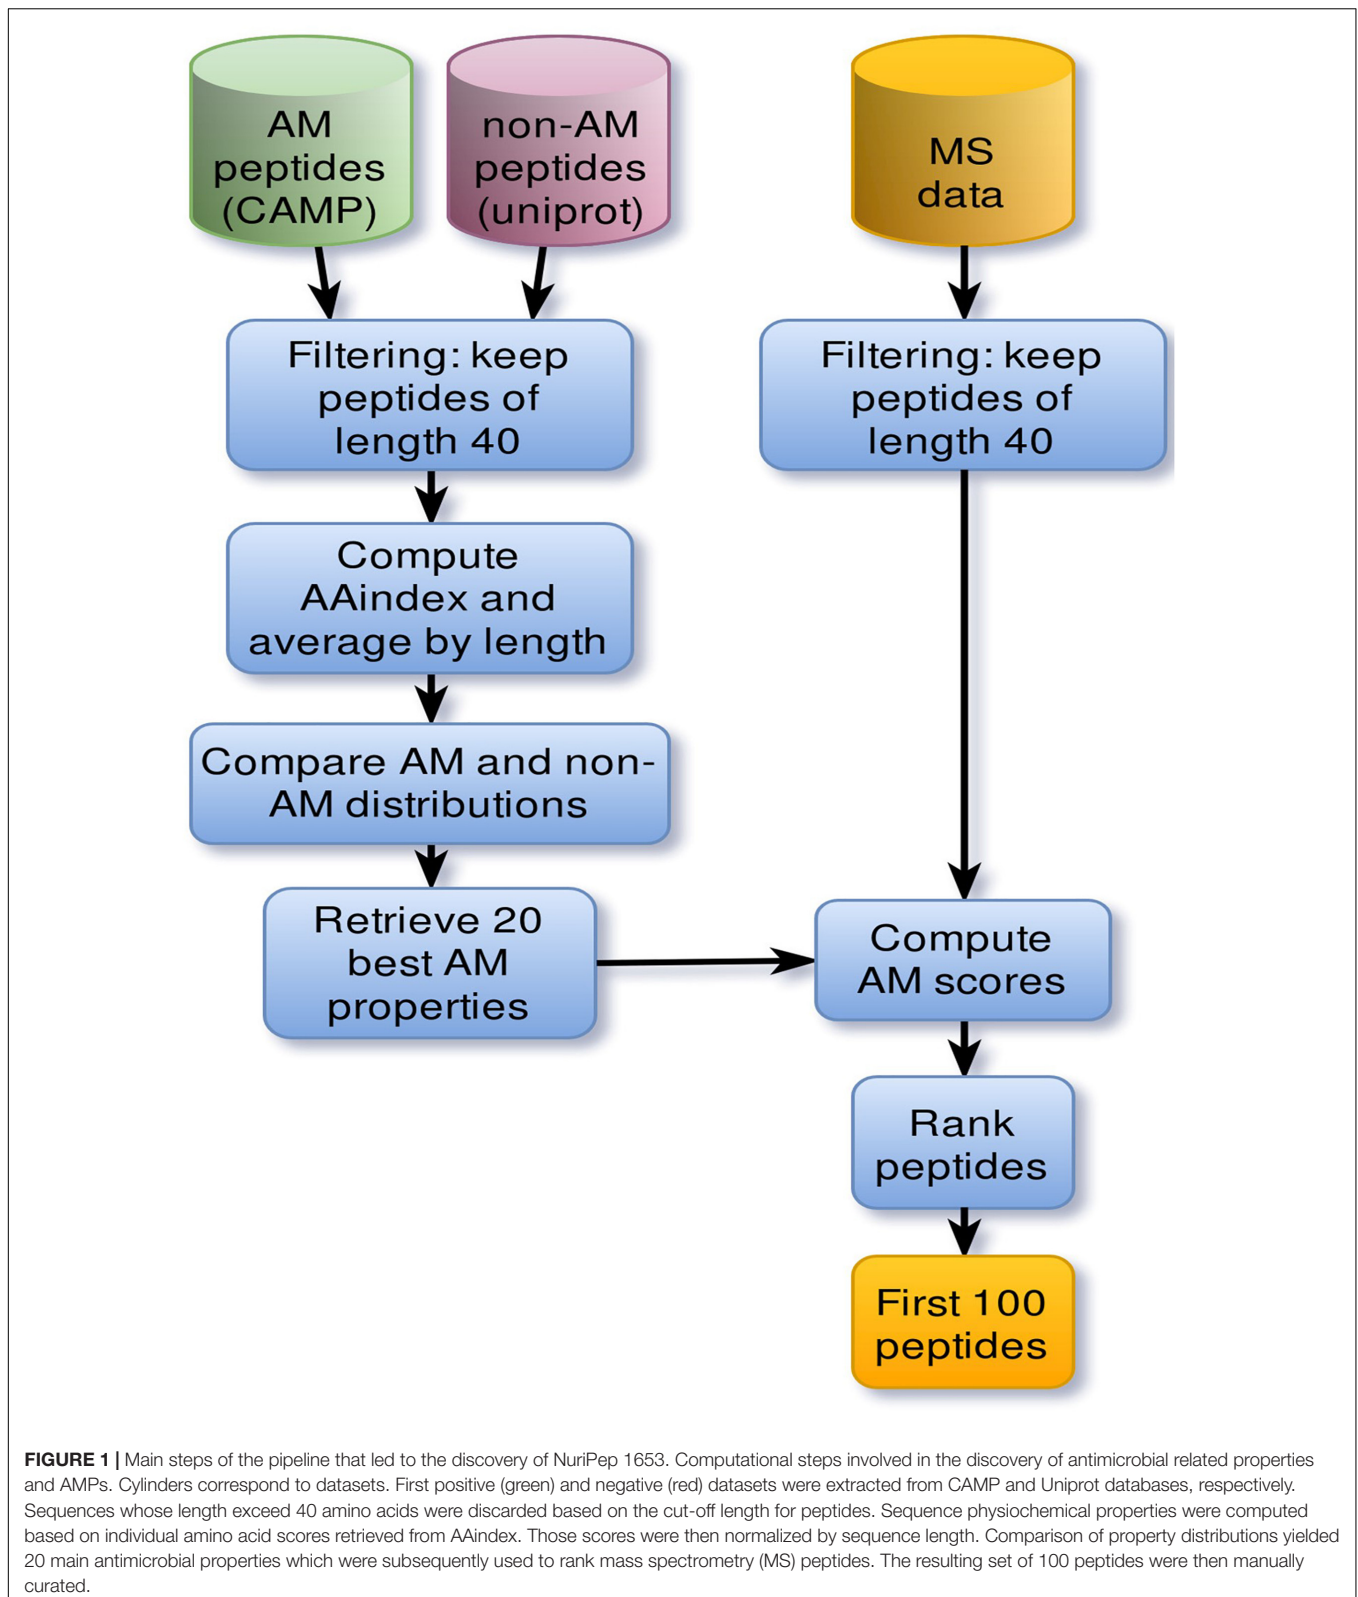 AM
peptides
(CAMP)
non-AM
peptides
(uniprot)
MS
data
Filtering: keep
peptides of
length 40
Filtering: keep
peptides of
length 40
Compute
AAindex and
average by length
Compare AM and non-
AM distributions
Retrieve 20
best AM
properties
Compute
AM scores
Rank
peptides
First 100
peptides
FIGURE 1 | Main steps of the pipeline that led to the discovery of NuriPep 1653. Computational steps involved in the discovery of antimicrobial related properties
and AMPs. Cylinders correspond to datasets. First positive (green) and negative (red) datasets were extracted from CAMP and Uniprot databases, respectively.
Sequences whose length exceed 40 amino acids were discarded based on the cut-off length for peptides. Sequence physiochemical properties were computed
based on individual amino acid scores retrieved from AAindex. Those scores were then normalized by sequence length. Comparison of property distributions yielded
20 main antimicrobial properties which were subsequently used to rank mass spectrometry (MS) peptides. The resulting set of 100 peptides were then manually
curated.